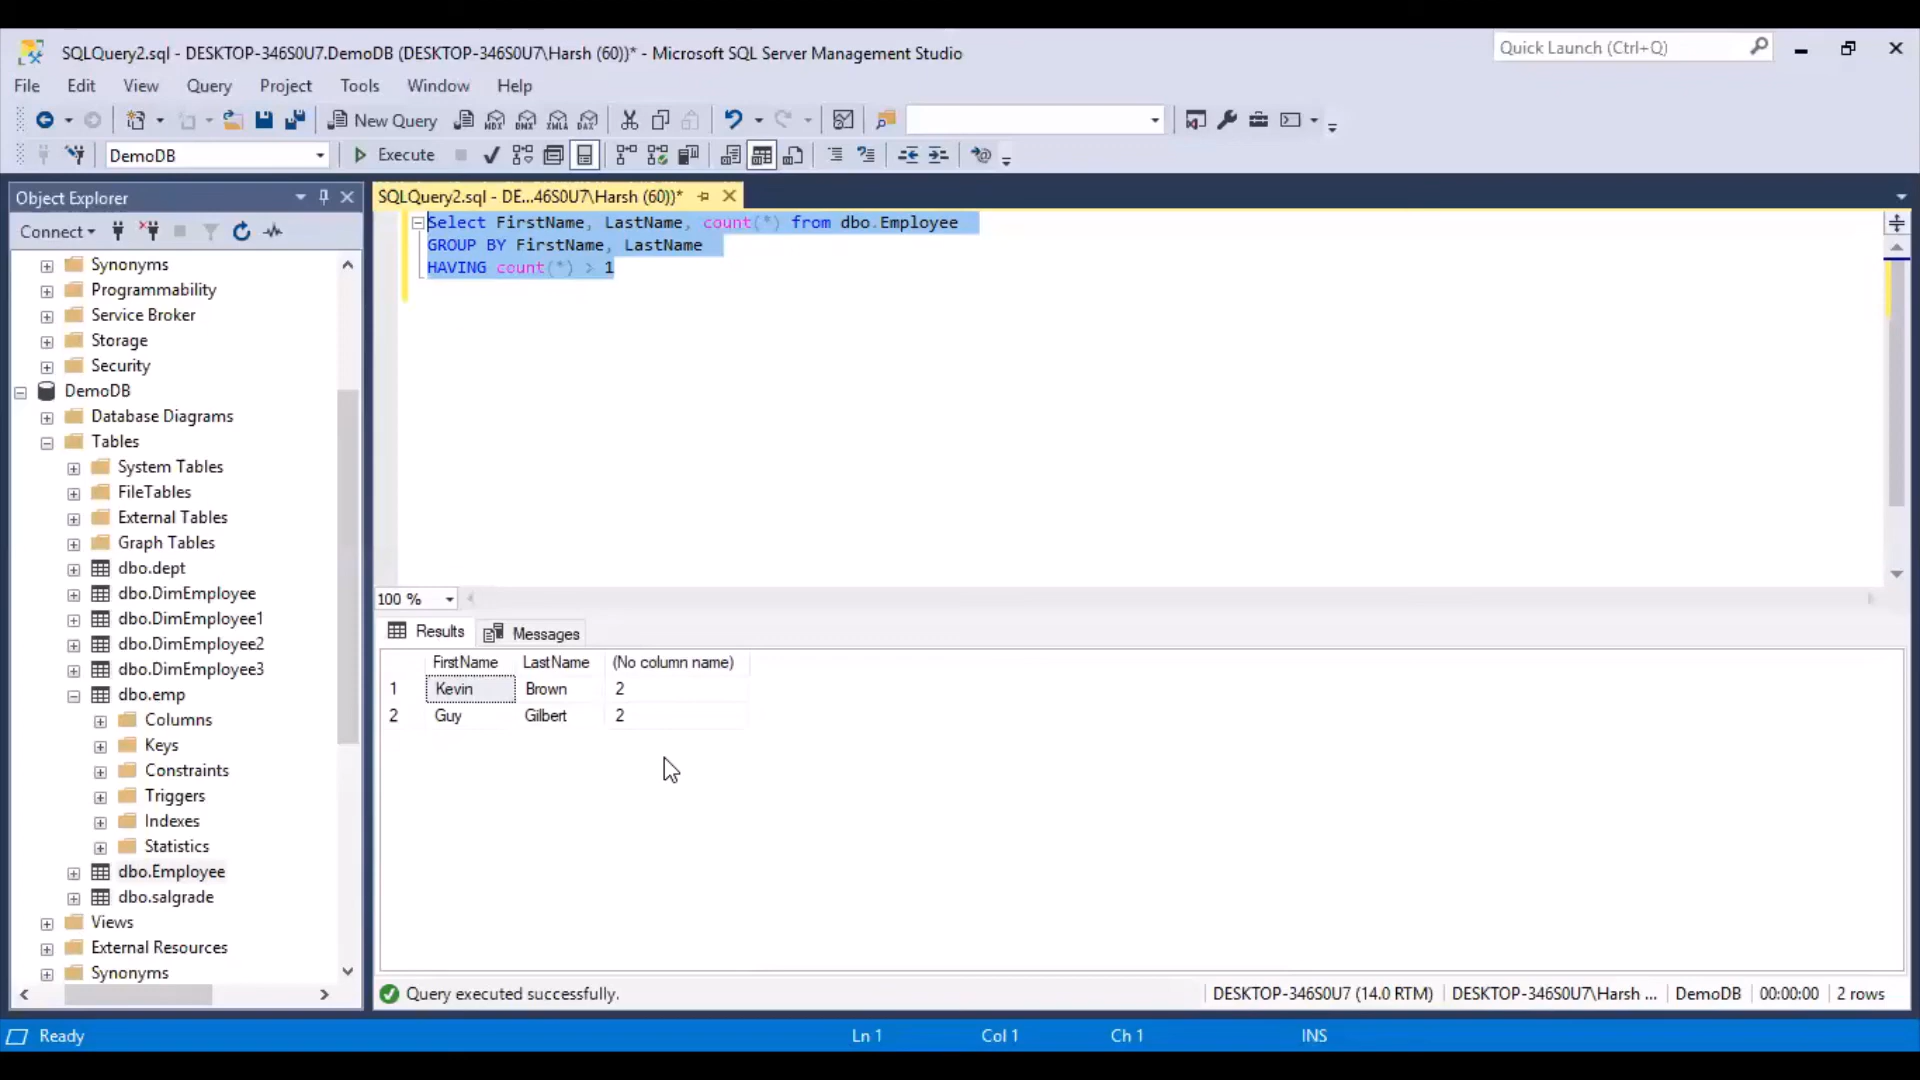 SQLQuery2.sql - DESKTOP-346S0U7.DemoDB (DESKTOP-346S0U7\Harsh (60))* - Microsoft SQL Server Management Studio
Quick Launch (Ctrl+Q)
File Edit View Query Project Tools Window Help
New Query
MDX DMX XMLA DAX
DemoDB
Execute
Object Explorer
SQLQuery2.sql - DE...46S0U7\Harsh (60))*
Connect
Select FirstName, LastName, count(*) from dbo.Employee
GROUP BY FirstName, LastName
HAVING count(*) > 1
Synonyms
Programmability
Service Broker
Storage
Security
DemoDB
Database Diagrams
Tables
System Tables
FileTables
External Tables
Graph Tables
dbo.dept
dbo.DimEmployee
dbo.DimEmployee1
dbo.DimEmployee2
dbo.DimEmployee3
dbo.emp
Columns
Keys
Constraints
Triggers
Indexes
Statistics
dbo.Employee
dbo.salgrade
Views
External Resources
Synonyms
100 %
Results Messages
FirstName LastName (No column name)
1 Kevin Brown 2
2 Guy Gilbert 2
Query executed successfully.
DESKTOP-346S0U7 (14.0 RTM) DESKTOP-346S0U7\Harsh ... DemoDB 00:00:00 2 rows
Ready Ln 1 Col 1 Ch 1 INS